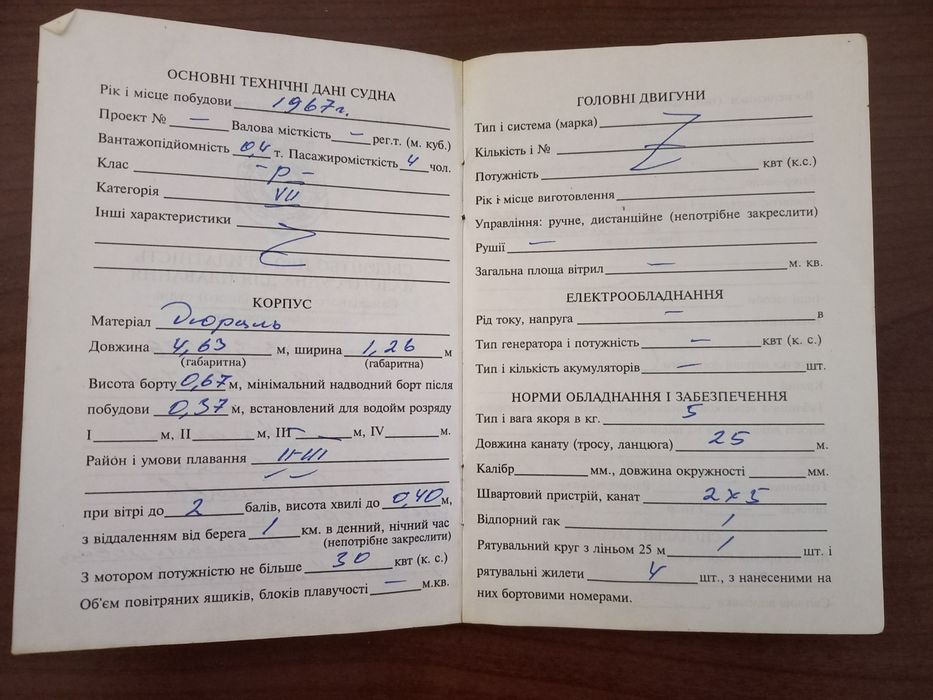 ОСНОВНІ ТЕХНІЧНІ ДАНІ СУДНА
Рік і місце побудови 1967г.
Проект № — Валова місткість — рег.т. (м. куб.)
Вантажопідйомність 0,4 т. Пасажиромісткість 4 чол.
Клас -р-
Категорія VII
Інші характеристики
КОРПУС
Матеріал Дюраль
Довжина 4,63 м, ширина 1,26 м
(габаритна) (габаритна)
Висота борту 0,67 м, мінімальний надводний борт після
побудови 0,37 м, встановлений для водойм розряду
I м, II м, III — м, IV м.
Район і умови плавання II-III
при вітрі до 2 балів, висота хвилі до 0,40 м,
з віддаленням від берега 1 км. в денний, нічний час
(непотрібне закреслити)
З мотором потужністю не більше 30 квт (к. с.)
Об'єм повітряних ящиків, блоків плавучості — м.кв.
ГОЛОВНІ ДВИГУНИ
Тип і система (марка)
Кількість і №
Потужність квт (к.с.)
Рік і місце виготовлення
Управління: ручне, дистанційне (непотрібне закреслити)
Рушії —
Загальна площа вітрил — м. кв.
ЕЛЕКТРООБЛАДНАННЯ
Рід току, напруга — в
Тип генератора і потужність — квт (к. с.)
Тип і кількість акумуляторів — шт.
НОРМИ ОБЛАДНАННЯ І ЗАБЕЗПЕЧЕННЯ
Тип і вага якоря в кг. 5
Довжина канату (тросу, ланцюга) 25 м.
Калібр мм., довжина окружності мм.
Швартовий пристрій, канат 2x5
Відпорний гак 1
Рятувальний круг з ліньом 25 м 1 шт. і
рятувальні жилети 4 шт., з нанесеними на
них бортовими номерами.